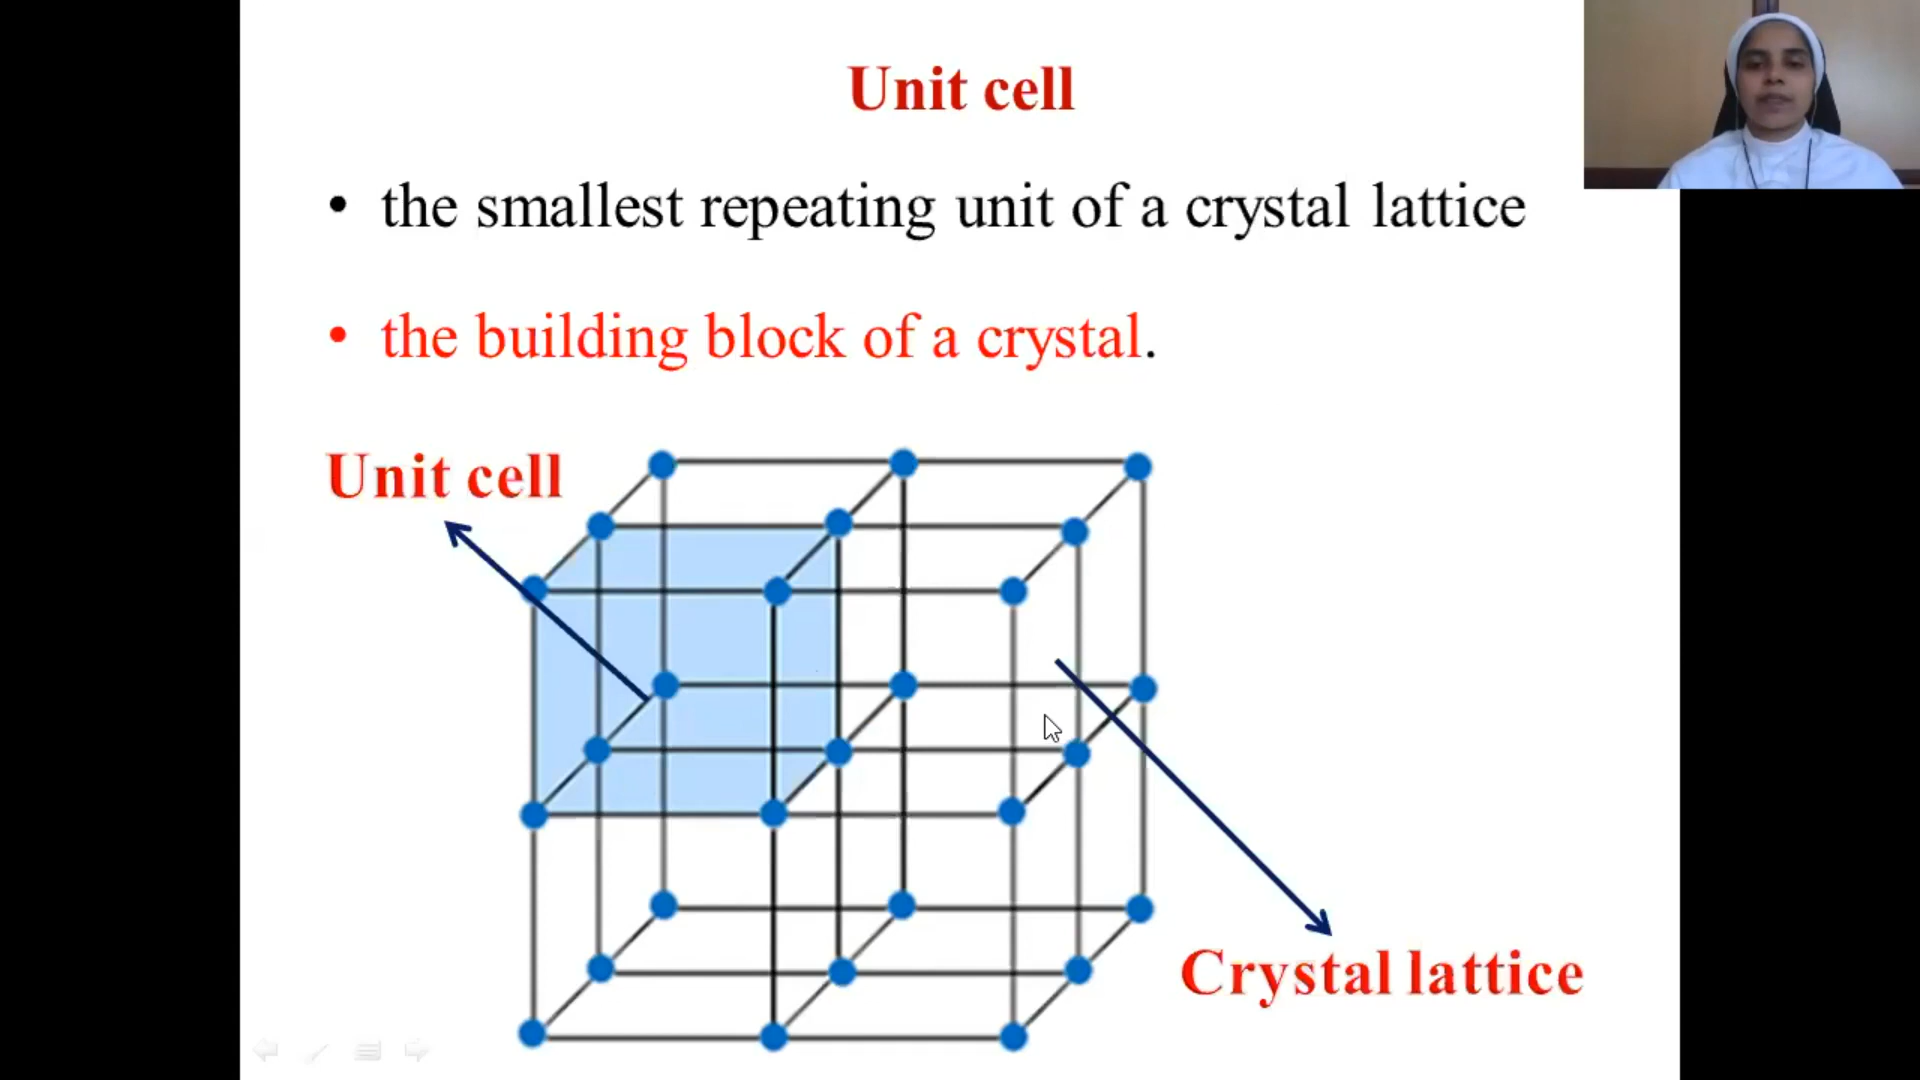 Unit cell
• the smallest repeating unit of a crystal lattice
• the building block of a crystal.
Unit cell
Crystal lattice